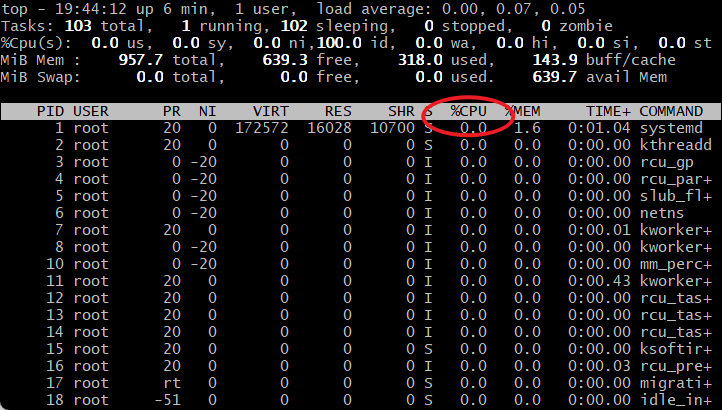 top - 19:44:12 up 6 min,  1 user,  load average: 0.00, 0.07, 0.05
Tasks: 103 total,   1 running, 102 sleeping,   0 stopped,   0 zombie
%Cpu(s):  0.0 us,  0.0 sy,  0.0 ni,100.0 id,  0.0 wa,  0.0 hi,  0.0 si,  0.0 st
MiB Mem :    957.7 total,    639.3 free,    318.0 used,    143.9 buff/cache
MiB Swap:      0.0 total,      0.0 free,      0.0 used.    639.7 avail Mem
PID USER      PR  NI    VIRT    RES    SHR S  %CPU  %MEM     TIME+ COMMAND
1 root      20   0  172572  16028  10700 S   0.0   1.6   0:01.04 systemd
2 root      20   0       0      0      0 S   0.0   0.0   0:00.00 kthreadd
3 root       0 -20       0      0      0 I   0.0   0.0   0:00.00 rcu_gp
4 root       0 -20       0      0      0 I   0.0   0.0   0:00.00 rcu_par+
5 root       0 -20       0      0      0 I   0.0   0.0   0:00.00 slub_fl+
6 root       0 -20       0      0      0 I   0.0   0.0   0:00.00 netns
7 root      20   0       0      0      0 I   0.0   0.0   0:00.01 kworker+
8 root       0 -20       0      0      0 I   0.0   0.0   0:00.00 kworker+
10 root       0 -20       0      0      0 I   0.0   0.0   0:00.00 mm_perc+
11 root      20   0       0      0      0 I   0.0   0.0   0:00.43 kworker+
12 root      20   0       0      0      0 I   0.0   0.0   0:00.00 rcu_tas+
13 root      20   0       0      0      0 I   0.0   0.0   0:00.00 rcu_tas+
14 root      20   0       0      0      0 I   0.0   0.0   0:00.00 rcu_tas+
15 root      20   0       0      0      0 S   0.0   0.0   0:00.00 ksoftir+
16 root      20   0       0      0      0 I   0.0   0.0   0:00.03 rcu_pre+
17 root      rt   0       0      0      0 S   0.0   0.0   0:00.00 migrati+
18 root     -51   0       0      0      0 S   0.0   0.0   0:00.00 idle_in+